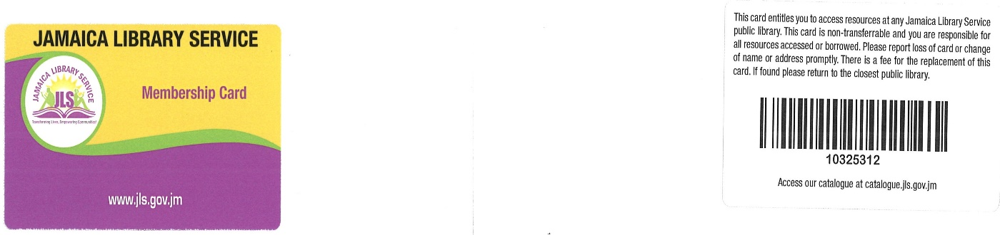 JAMAICA LIBRARY SERVICE
JAMAICA LIBRARY SERVICE
JLS
Transforming Lives, Empowering Communities!
Membership Card
www.jls.gov.jm
This card entitles you to access resources at any Jamaica Library Service
public library. This card is non-transferrable and you are responsible for
all resources accessed or borrowed. Please report loss of card or change
of name or address promptly. There is a fee for the replacement of this
card. If found please return to the closest public library.
10325312
Access our catalogue at catalogue.jls.gov.jm